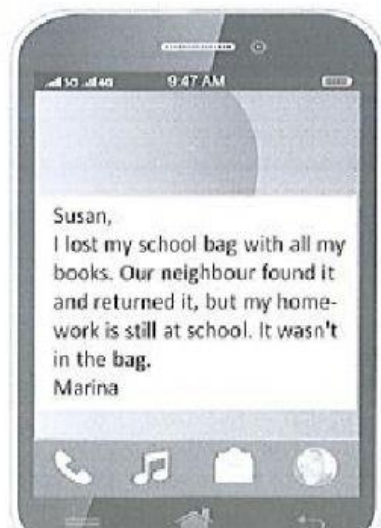 9:47 AM
Susan,
I lost my school bag with all my
books. Our neighbour found it
and returned it, but my home-
work is still at school. It wasn't
in the bag.
Marina